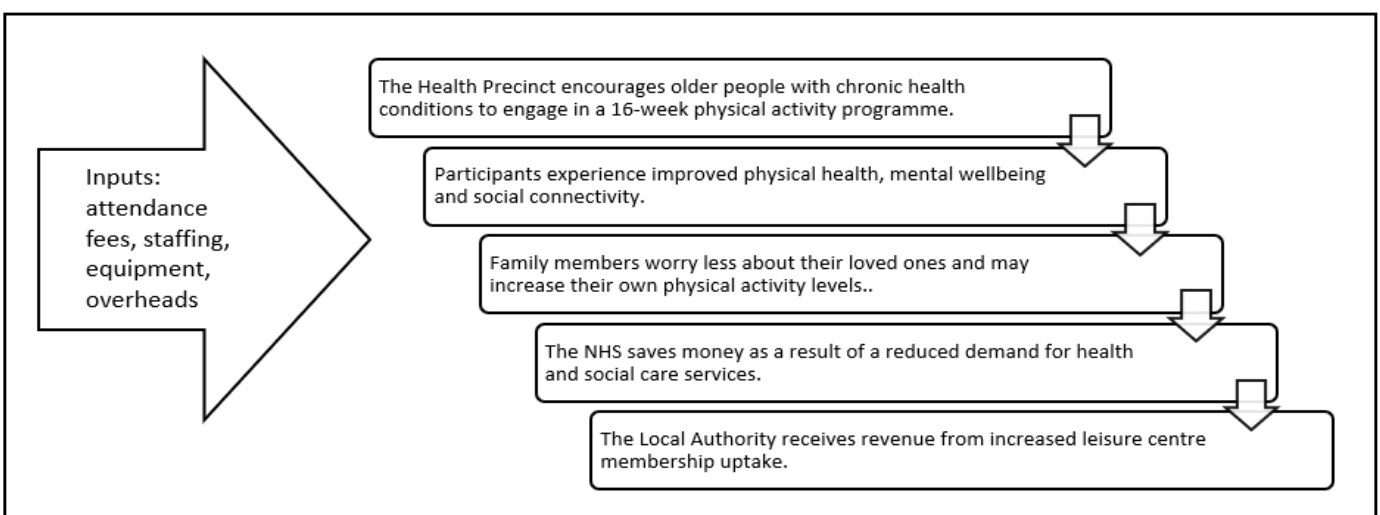 Inputs:
attendance
fees, staffing,
equipment,
overheads
The Health Precinct encourages older people with chronic health
conditions to engage in a 16-week physical activity programme.
Participants experience improved physical health, mental wellbeing
and social connectivity.
Family members worry less about their loved ones and may
increase their own physical activity levels..
The NHS saves money as a result of a reduced demand for health
and social care services.
The Local Authority receives revenue from increased leisure centre
membership uptake.